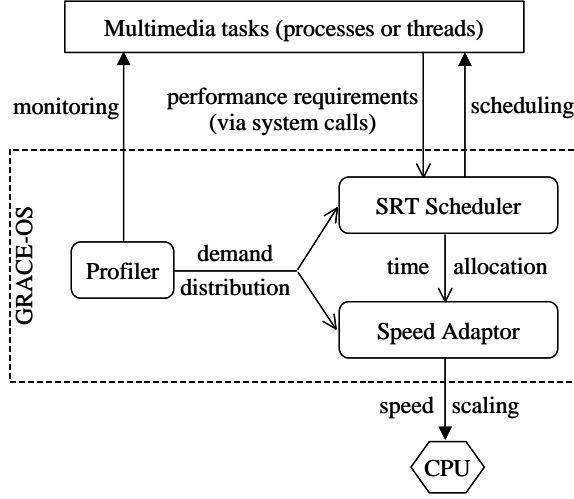 Multimedia tasks (processes or threads)
monitoring
performance requirements
(via system calls)
scheduling
GRACE-OS
SRT Scheduler
Profiler
demand
distribution
time allocation
Speed Adaptor
speed scaling
CPU